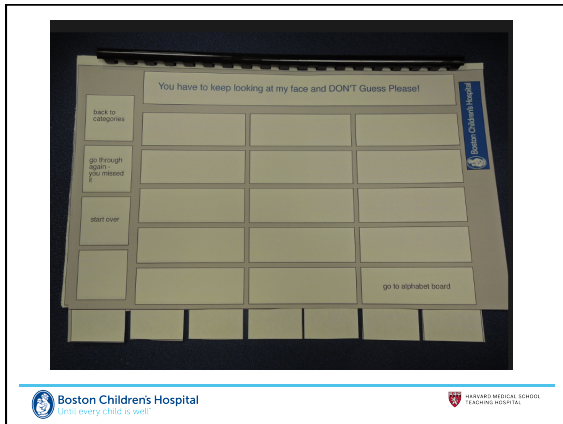 You have to keep looking at my face and DON'T Guess Please!
back to
categories
go through
again -
you missed
it
start over
go to alphabet board
Boston Children's Hospital
Boston Children's Hospital
Until every child is well™
HARVARD MEDICAL SCHOOL
TEACHING HOSPITAL